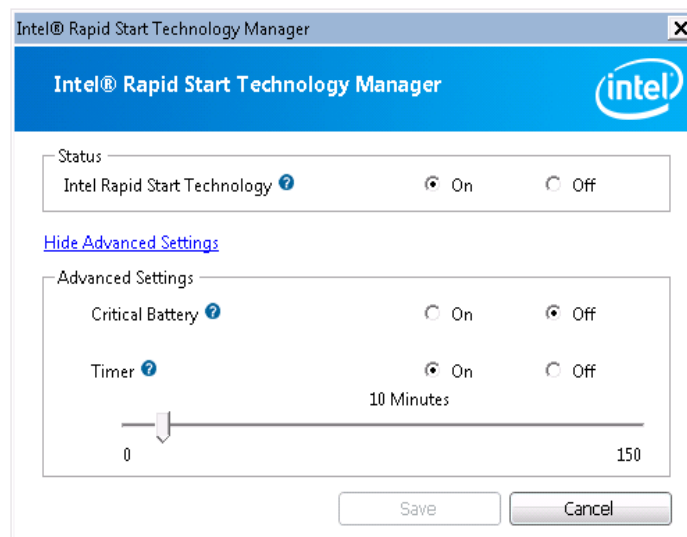 Intel® Rapid Start Technology Manager
Intel® Rapid Start Technology Manager
intel
Status
Intel Rapid Start Technology ? On Off
Hide Advanced Settings
Advanced Settings
Critical Battery ? On Off
Timer ? On Off
10 Minutes
0 150
Save Cancel